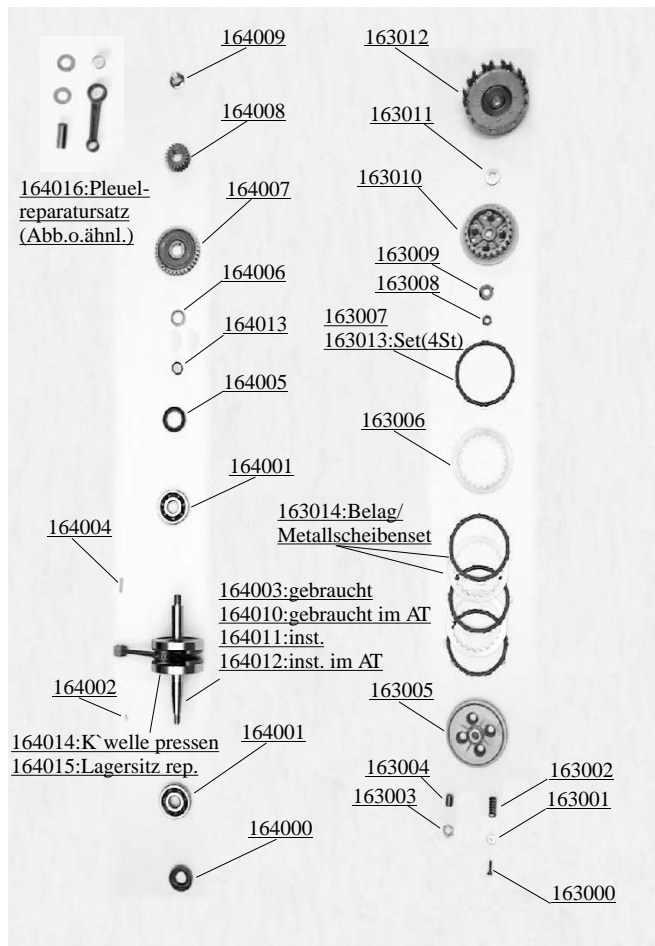 164009
164008
164016:Pleuel-
reparatursatz
(Abb.o.ähnl.)
164007
164006
164013
164005
164001
164004
164003:gebraucht
164010:gebraucht im AT
164011:inst.
164012:inst. im AT
164002
164014:K`welle pressen
164015:Lagersitz rep.
164001
164000
163012
163011
163010
163009
163008
163007
163013:Set(4St)
163006
163014:Belag/
Metallscheibenset
163005
163004
163003
163002
163001
163000